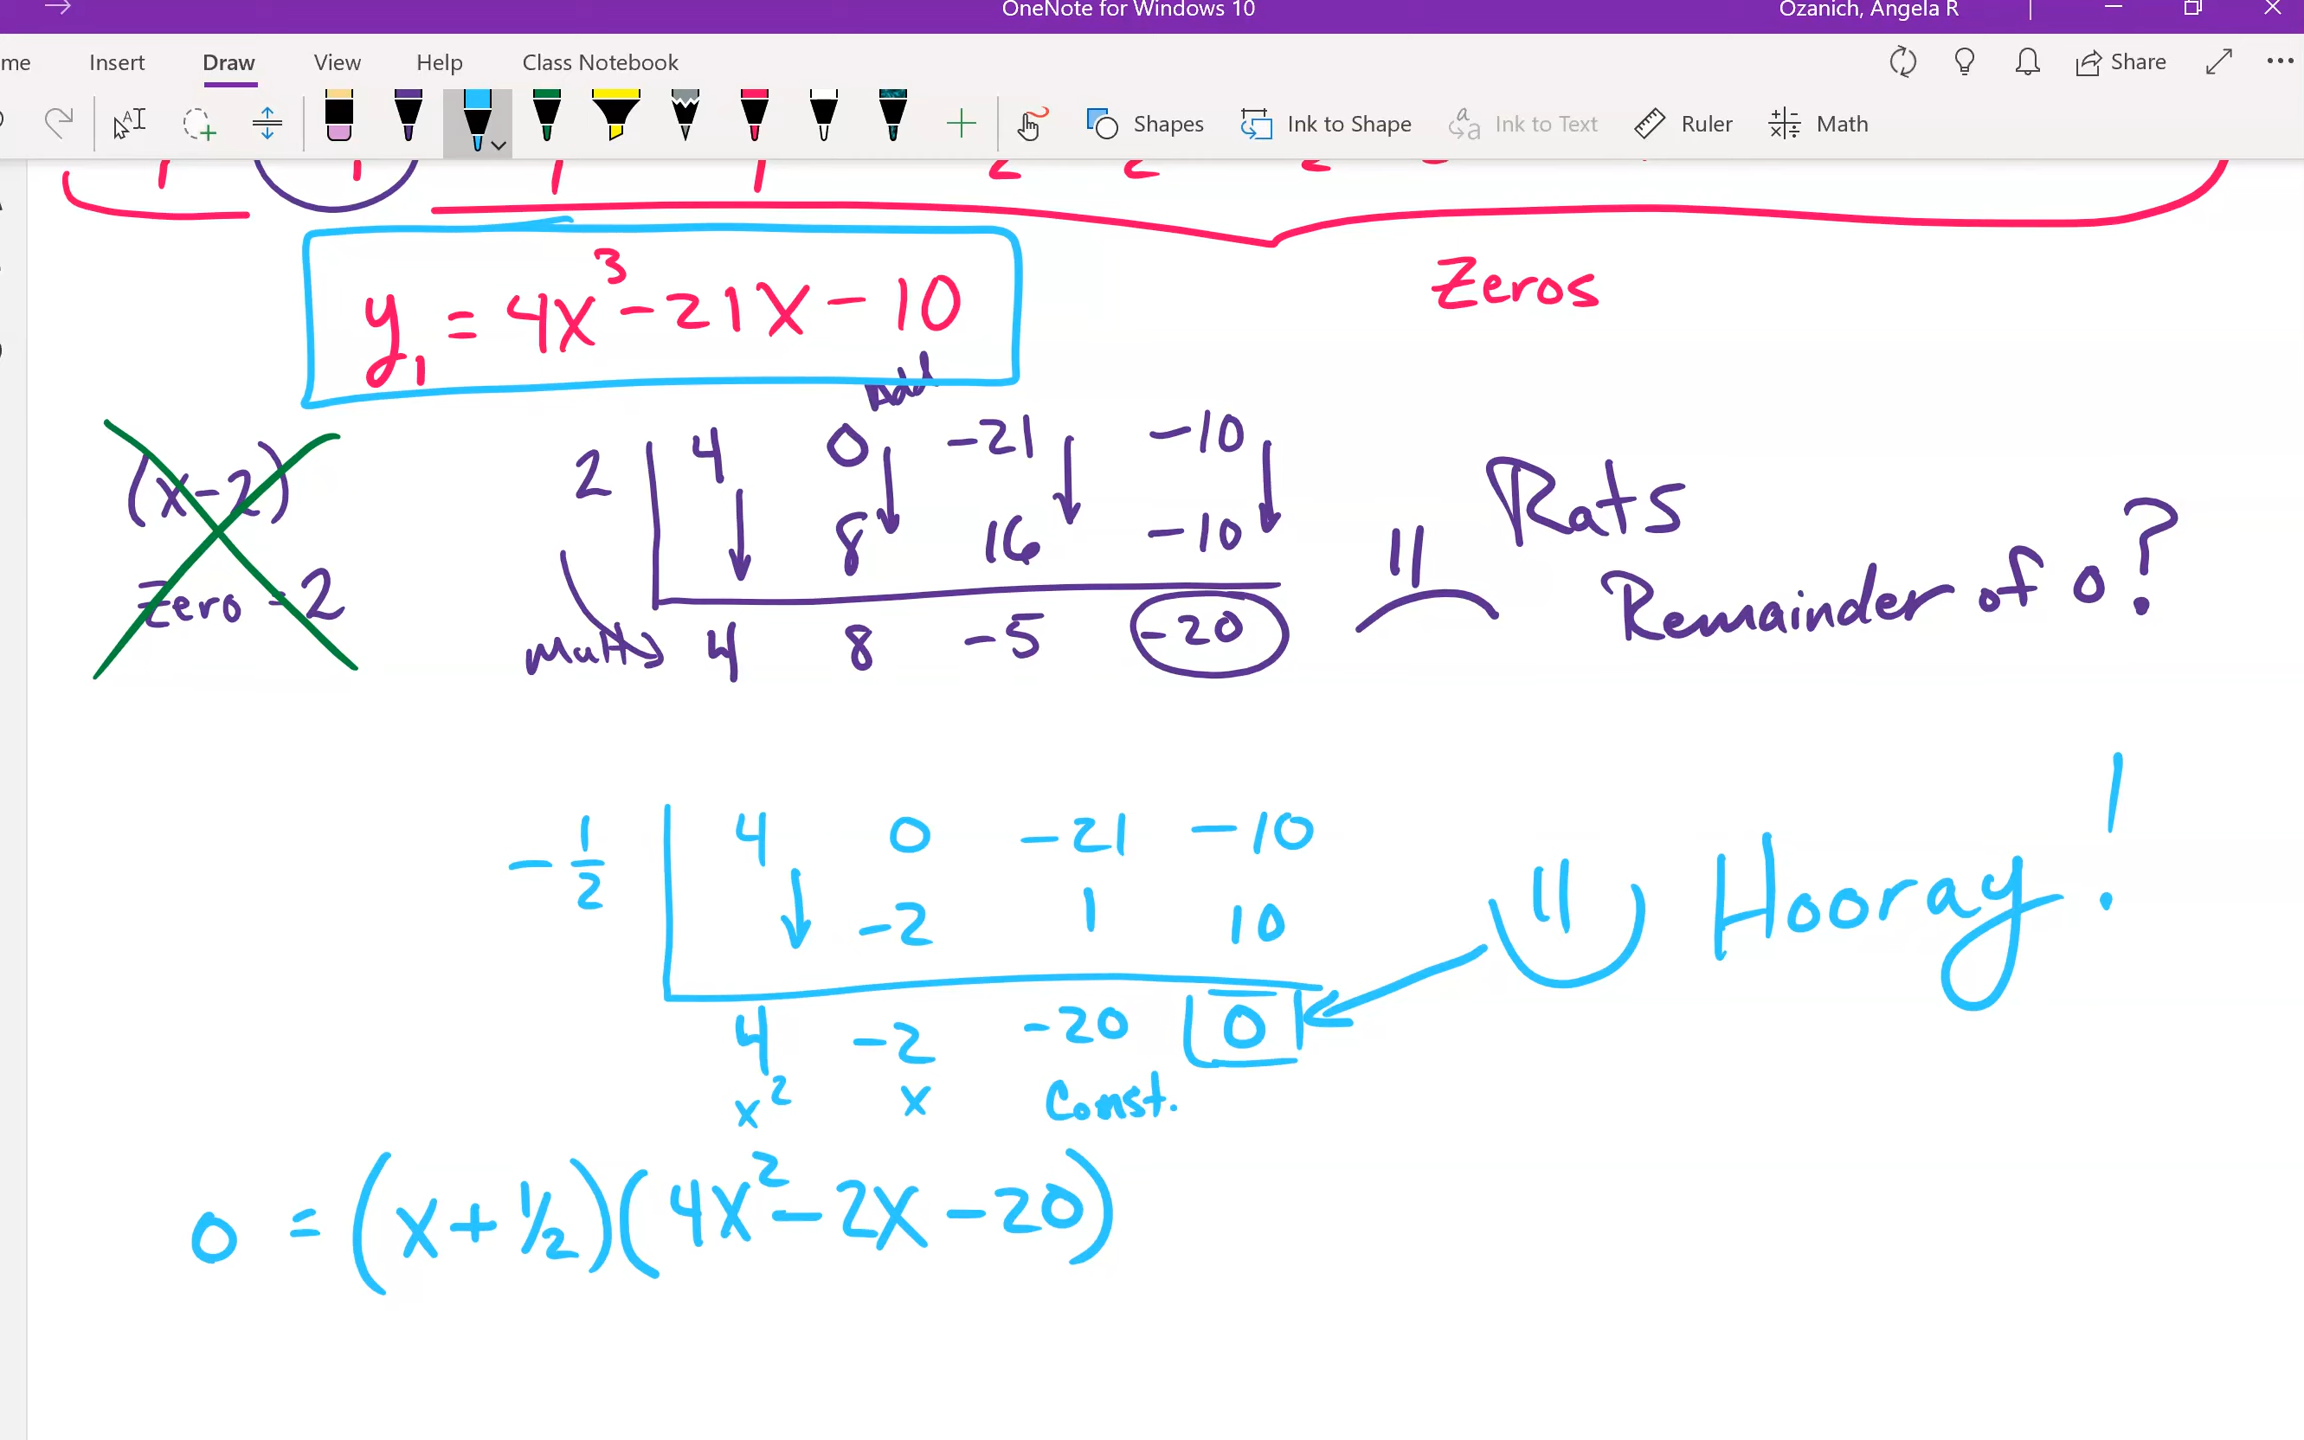 OneNote for Windows 10
Ozanich, Angela R
me Insert Draw View Help Class Notebook Share
Shapes Ink to Shape Ink to Text Ruler Math
Zeros
y₁ = 4x³ - 21x - 10
Add
(x-2)
Zero = 2
2 4 0 -21 -10
8 16 -10
Mult 4 8 -5 -20
Rats
Remainder of 0?
-1/2 4 0 -21 -10
-2 1 10
4 -2 -20 0
x² x Const.
Hooray!
0 = (x + 1/2)(4x² - 2x - 20)